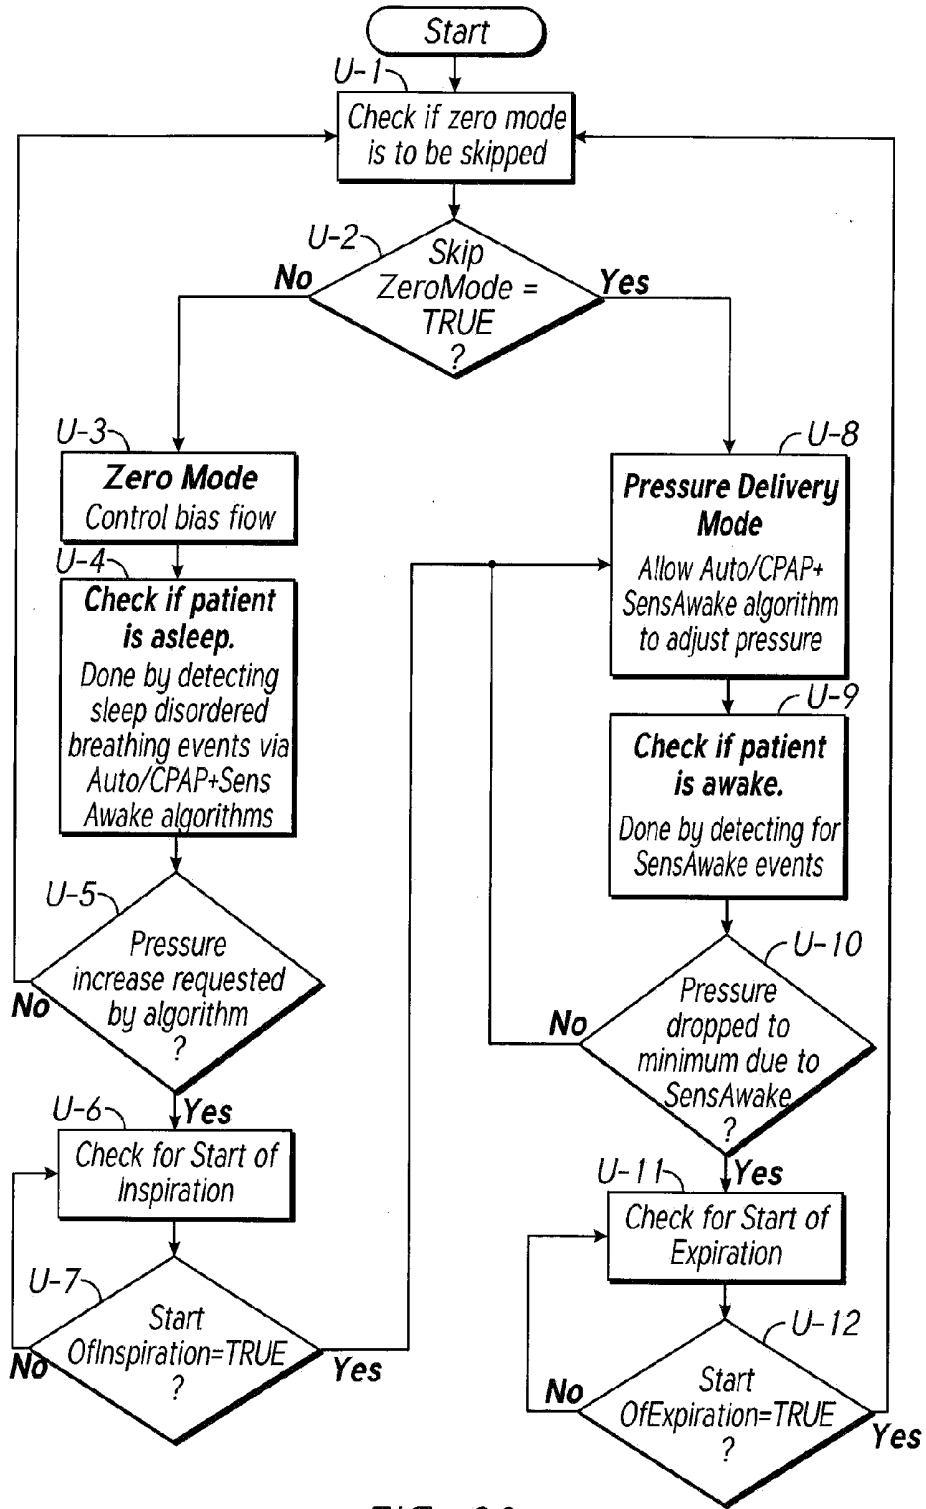 Start
U-1
Check if zero mode
is to be skipped
U-2
Skip
ZeroMode =
TRUE
?
No
Yes
U-3
Zero Mode
Control bias flow
U-4
Check if patient
is asleep.
Done by detecting
sleep disordered
breathing events via
Auto/CPAP+Sens
Awake algorithms
U-5
Pressure
increase requested
by algorithm
?
No
Yes
U-6
Check for Start of
Inspiration
U-7
Start
OfInspiration=TRUE
?
No
Yes
U-8
Pressure Delivery
Mode
Allow Auto/CPAP+
SensAwake algorithm
to adjust pressure
U-9
Check if patient
is awake.
Done by detecting for
SensAwake events
U-10
Pressure
dropped to
minimum due to
SensAwake
?
No
Yes
U-11
Check for Start of
Expiration
U-12
Start
OfExpiration=TRUE
?
No
Yes